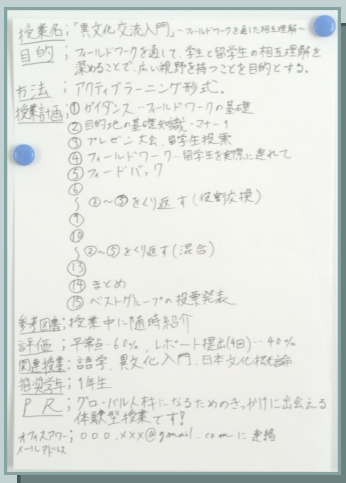 授業名;「異文化交流入門」~フィールドワークを通じた相互理解~
目的;フィールドワークを通して、学生と留学生の相互理解を
深めることで、広い視野を持つことを目的とする。
方法;アクティブラーニング形式。
授業計画;①ガイダンス―フィールドワークの基礎
②目的地の基礎知識
③プレゼン大会、留学生投票
④フィールドワーク―留学生を実際に連れて
⑤フィードバック
⑥
~ ②~⑤をくり返す(役割交換)
⑨
⑩
~ ②~⑤をくり返す(混合)
⑬
⑭まとめ
⑮ベストグループの投票発表
参考図書;授業中に随時紹介
評価;平常点…60%、レポート提出(4回)…40%
関連授業;語学、異文化入門、日本文化概論
推奨学年;1年生
PR;グローバル人材になるためのきっかけに出会える
体験型授業です!
オフィスアワー;000.xxx@gmail.comに連絡
メールアドレス